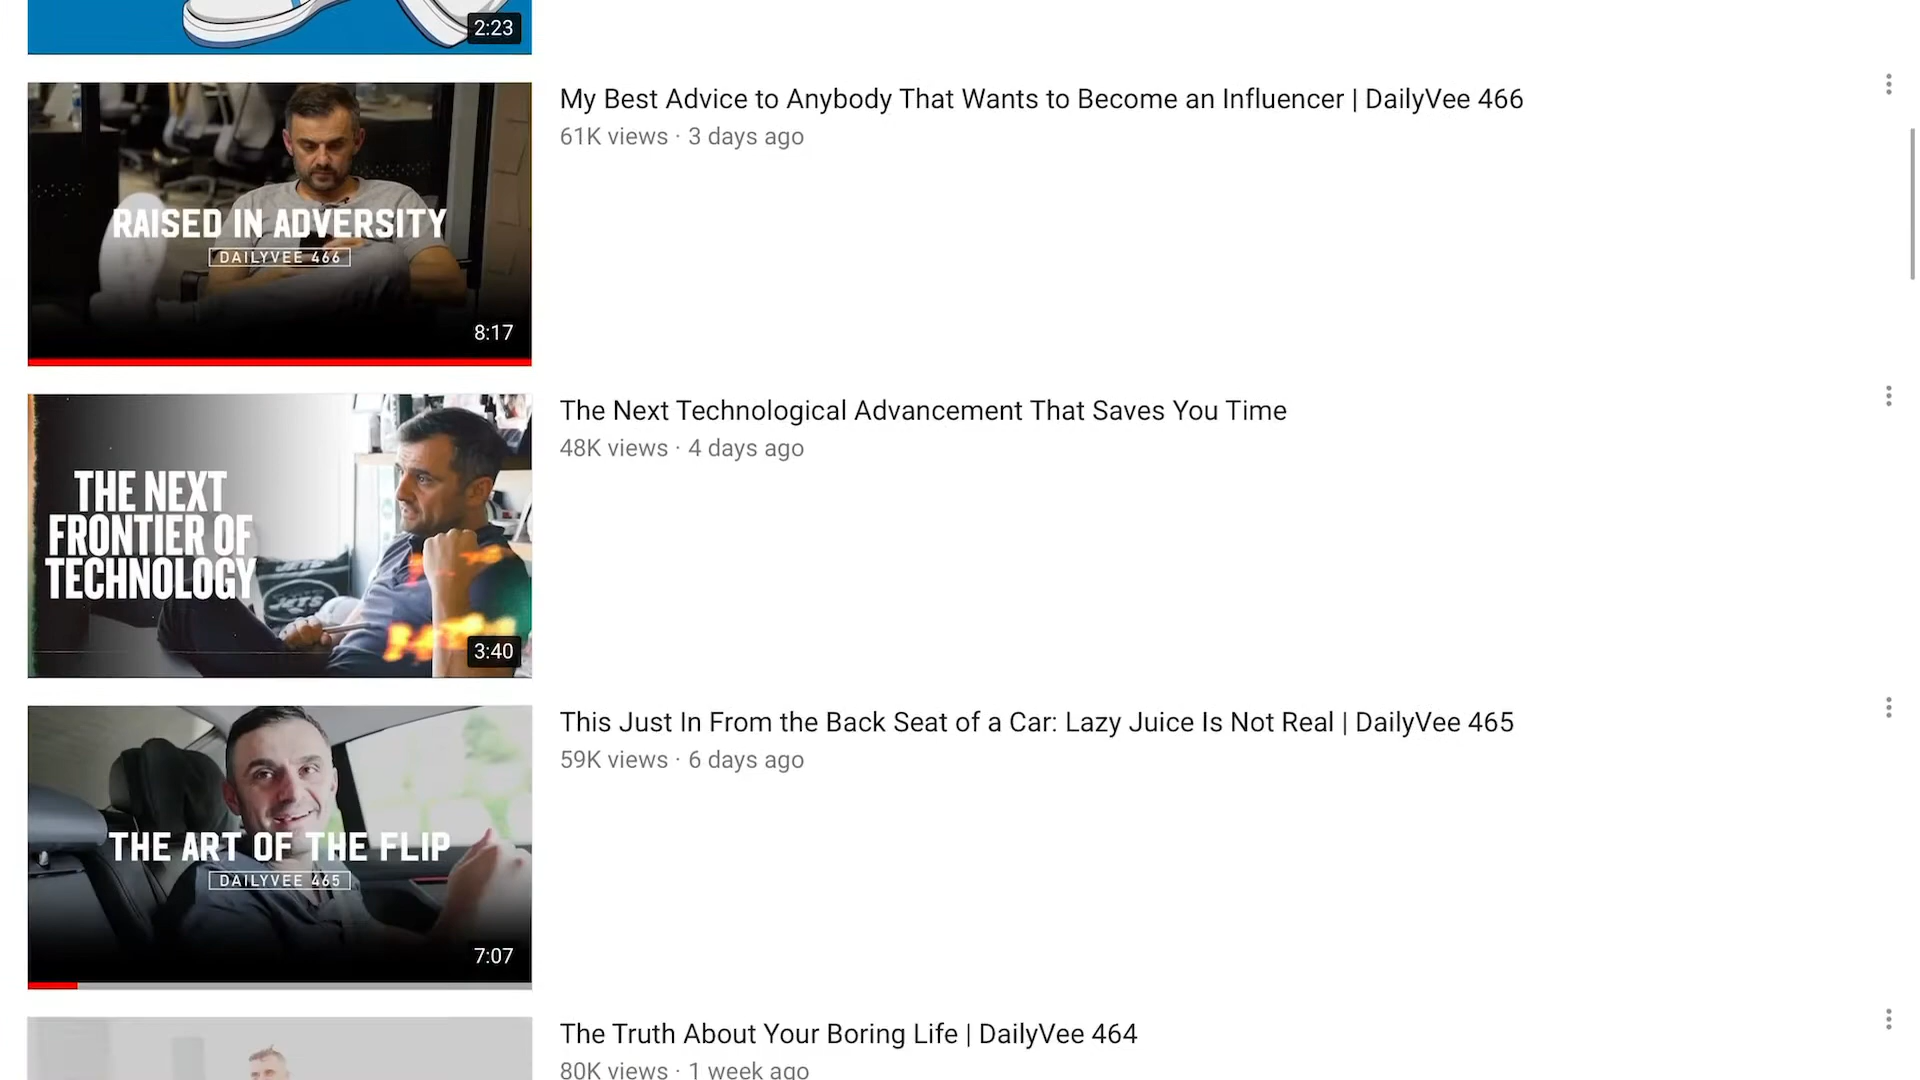 2:23
My Best Advice to Anybody That Wants to Become an Influencer | DailyVee 466
61K views · 3 days ago
RAISED IN ADVERSITY
DAILYVEE 466
8:17
The Next Technological Advancement That Saves You Time
48K views · 4 days ago
THE NEXT
FRONTIER OF
TECHNOLOGY
JETS
3:40
This Just In From the Back Seat of a Car: Lazy Juice Is Not Real | DailyVee 465
59K views · 6 days ago
THE ART OF THE FLIP
DAILYVEE 465
7:07
The Truth About Your Boring Life | DailyVee 464
80K views · 1 week ago